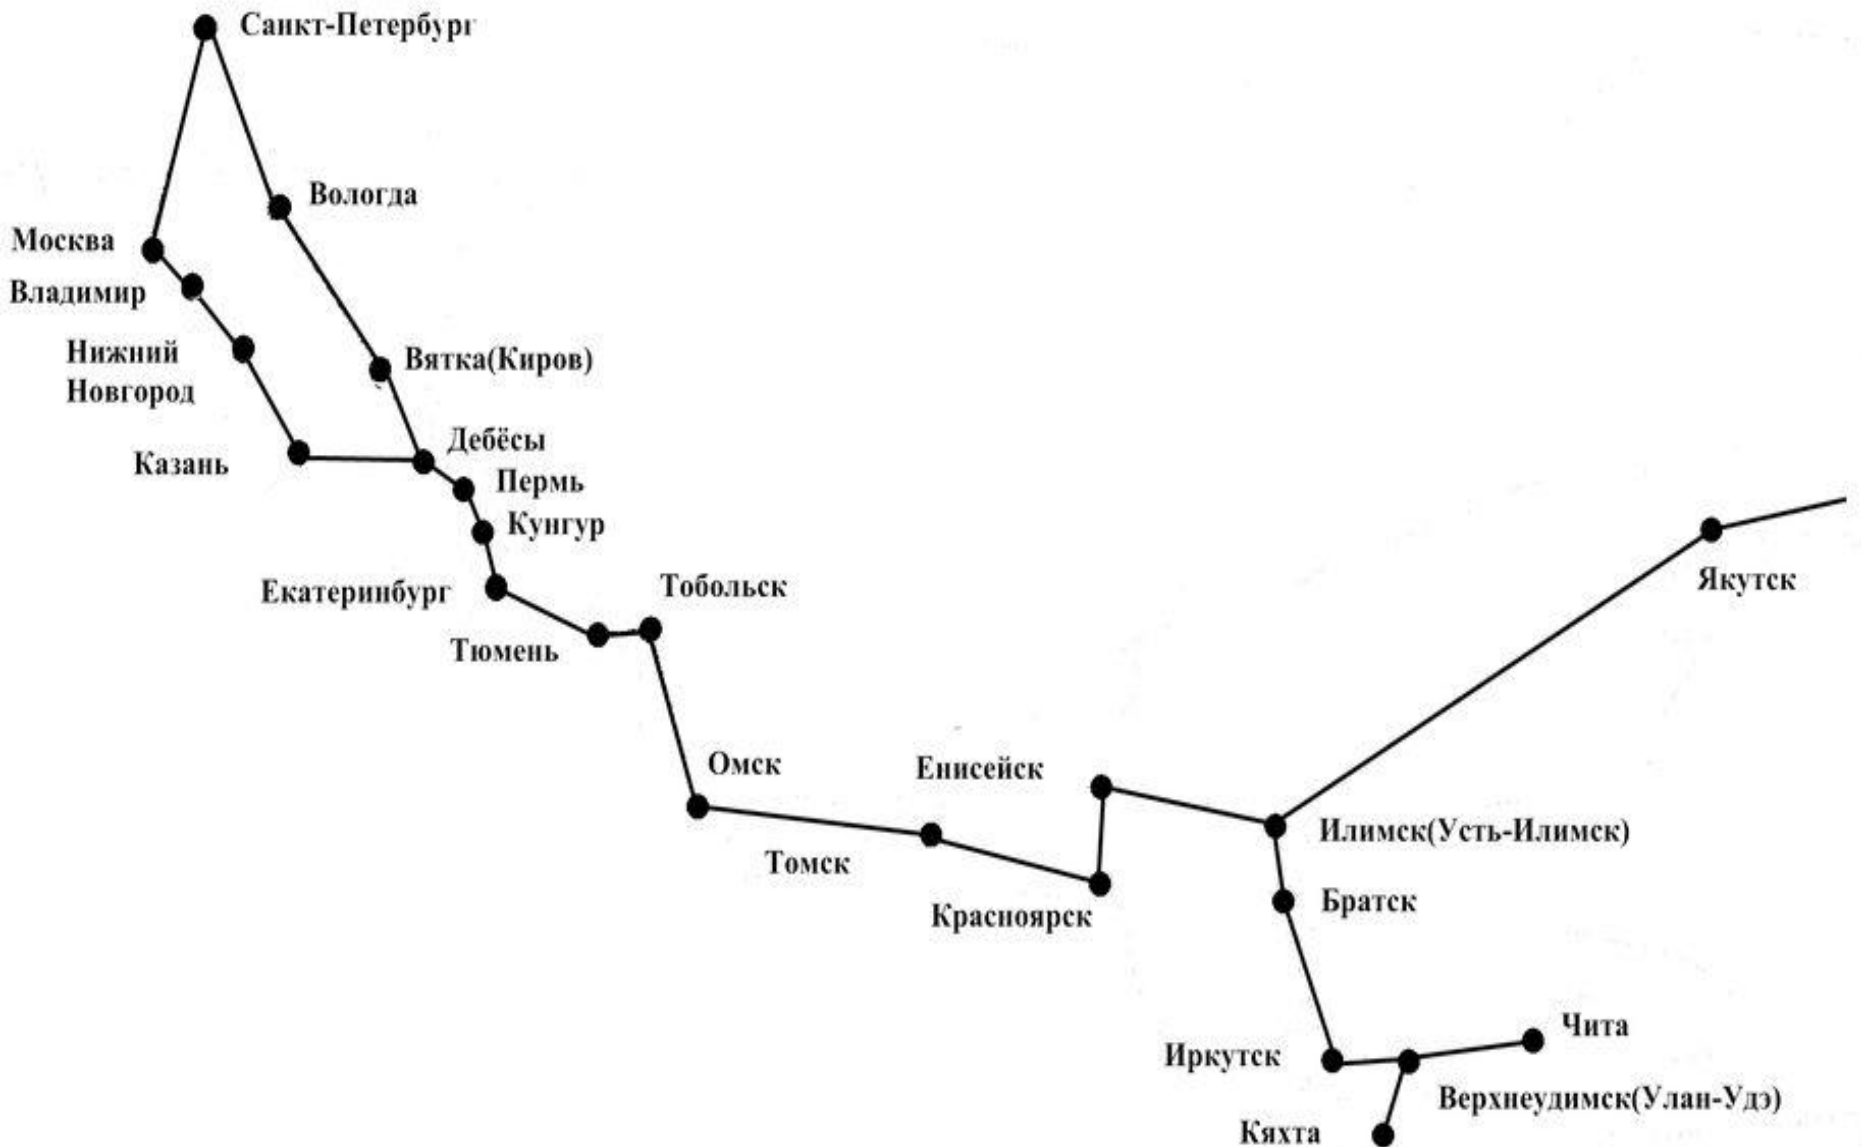 Санкт-Петербург
Вологда
Москва
Владимир
Нижний
Новгород
Вятка(Киров)
Дебёсы
Казань
Пермь
Кунгур
Екатеринбург
Тобольск
Якутск
Тюмень
Омск
Енисейск
Томск
Илимск(Усть-Илимск)
Красноярск
Братск
Чита
Иркутск
Верхнеудимск(Улан-Удэ)
Кяхта